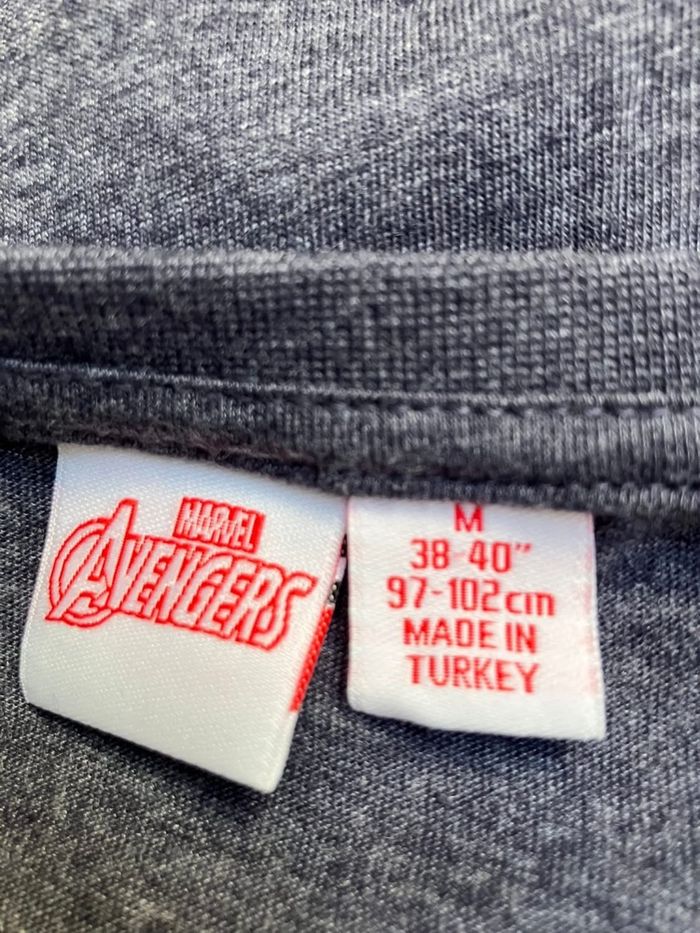 MARVEL
AVENGERS
M
38-40"
97-102cm
MADE IN
TURKEY